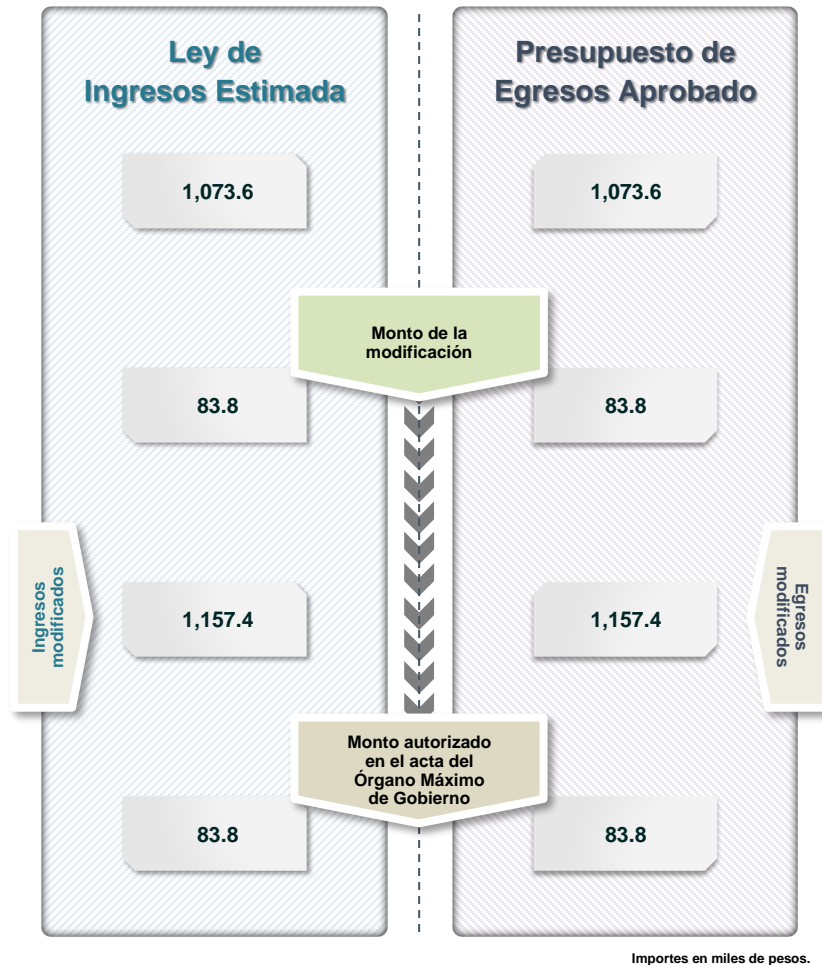 Ley de
Ingresos Estimada
Presupuesto de
Egresos Aprobado
1,073.6
1,073.6
Monto de la
modificación
83.8
83.8
Ingresos
modificados
1,157.4
1,157.4
Egresos
modificados
Monto autorizado
en el acta del
Órgano Máximo
de Gobierno
83.8
83.8
Importes en miles de pesos.